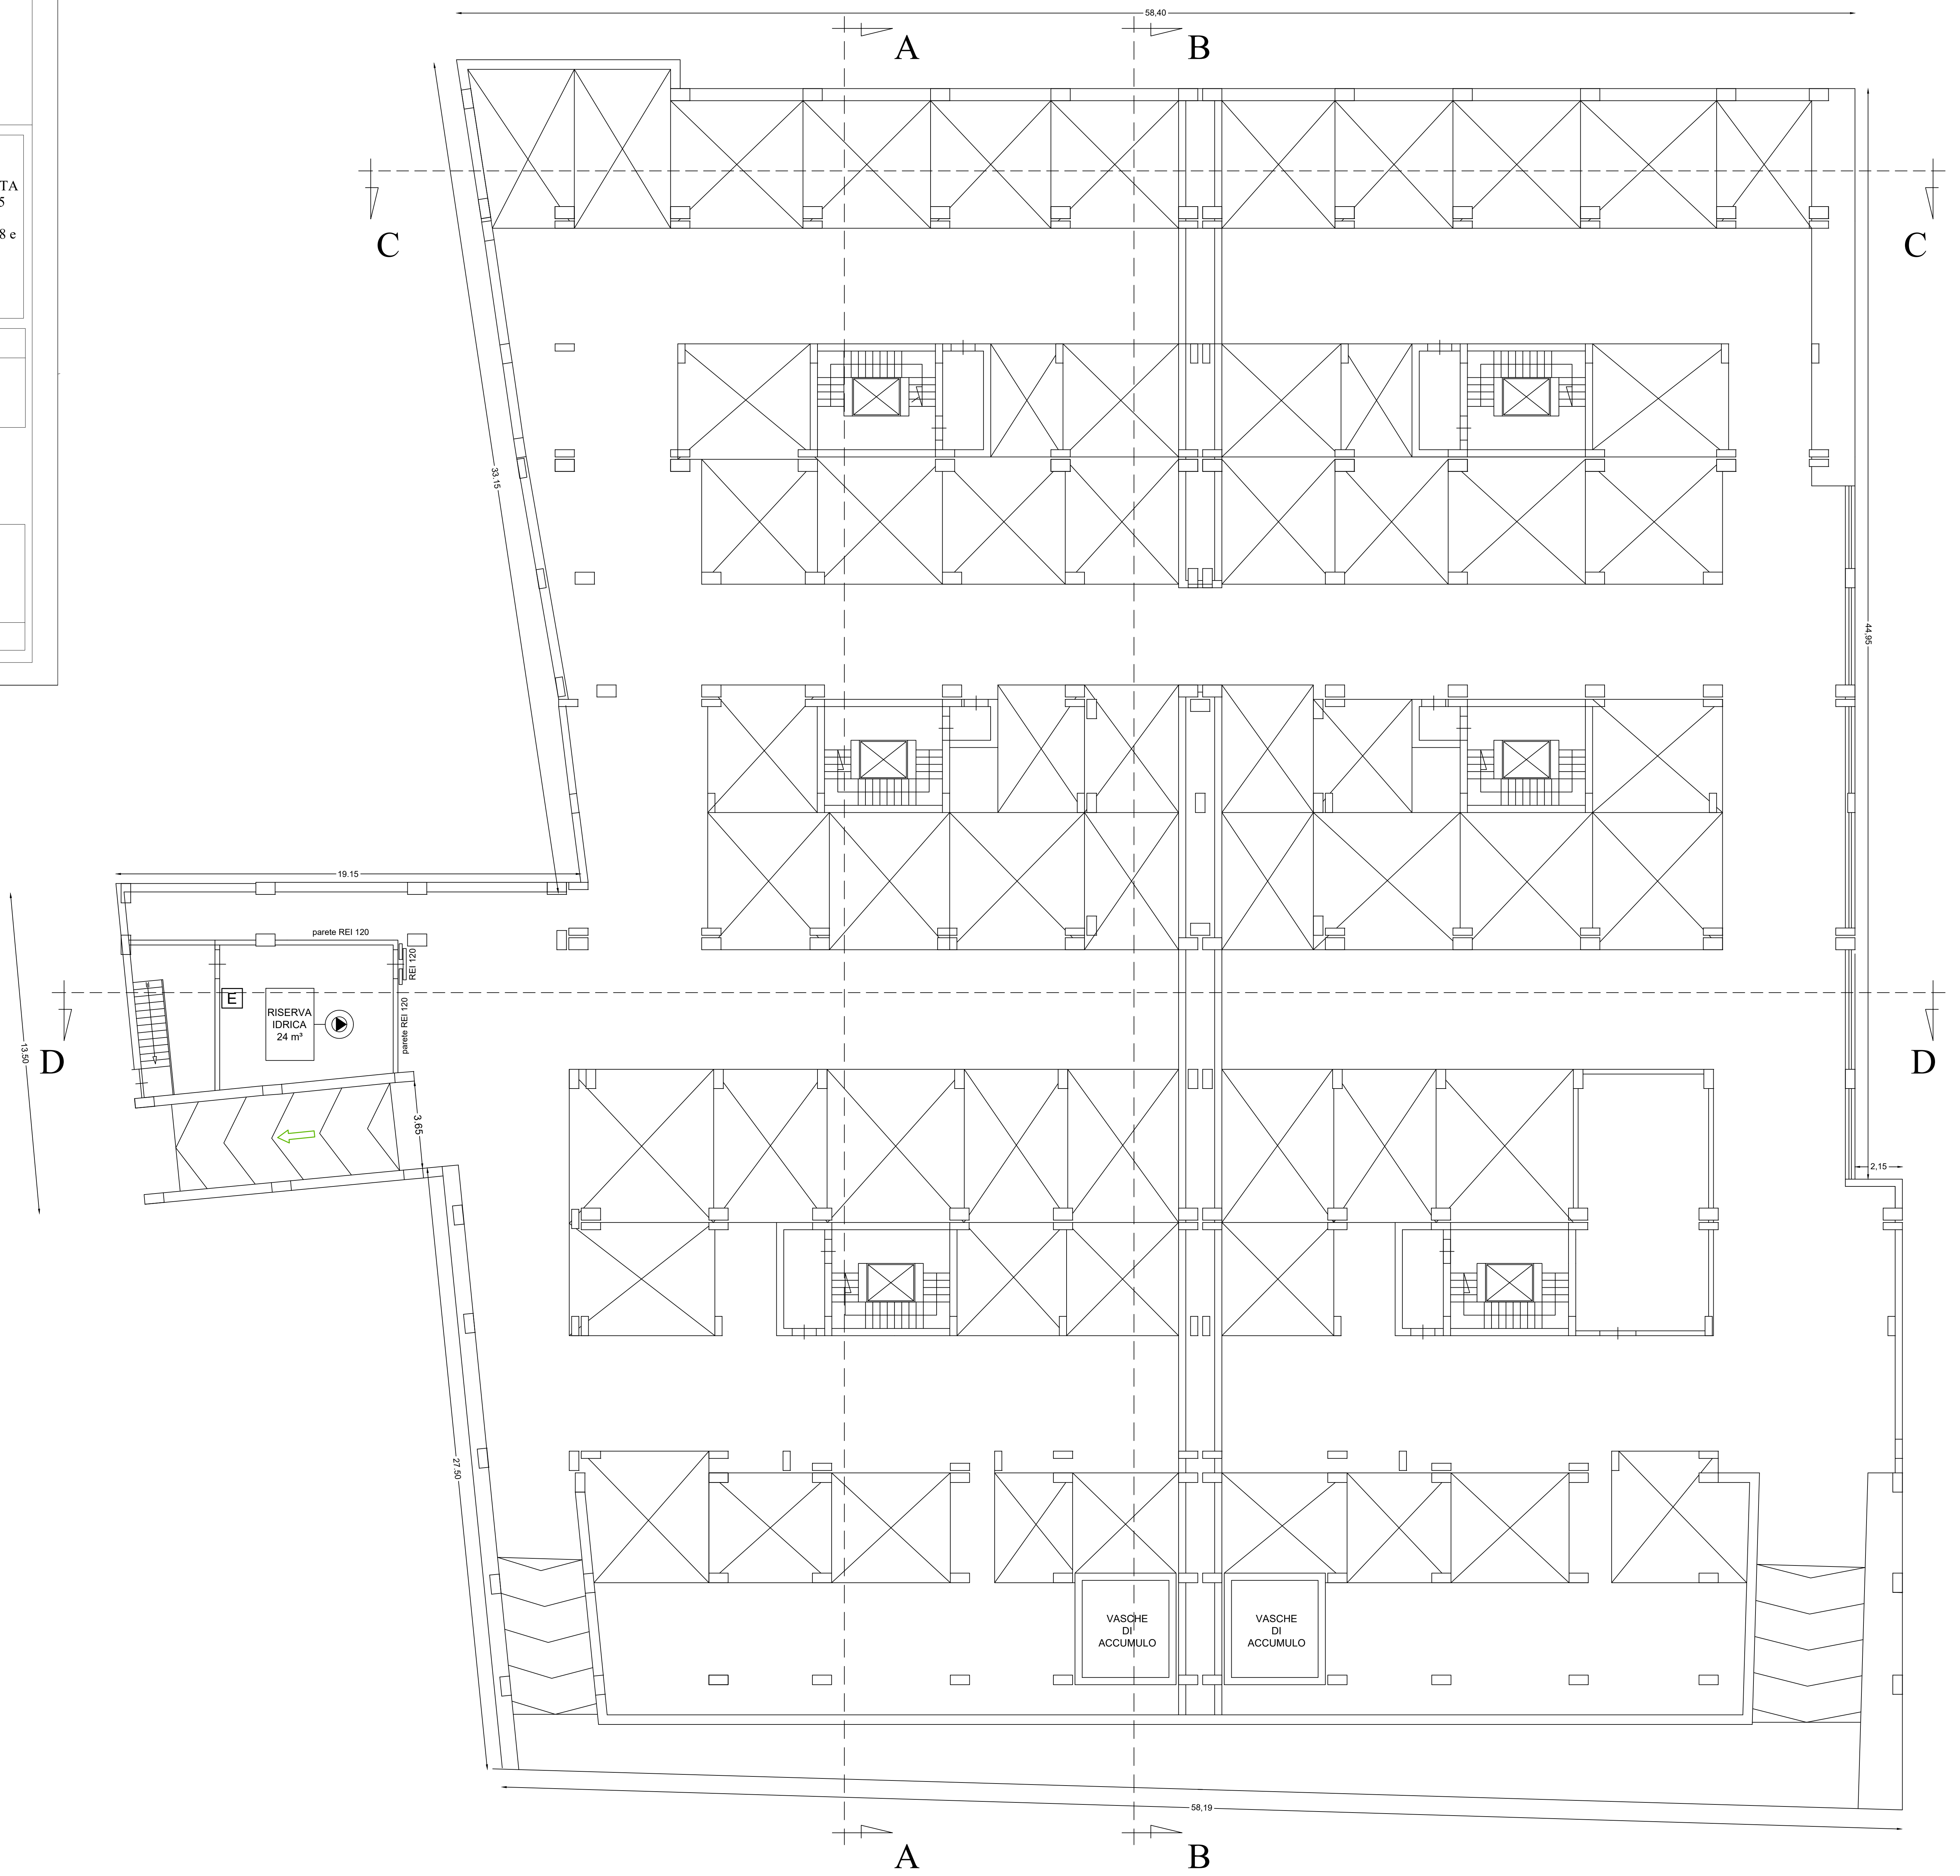 58,40
A
B
TA
5
8 e
C
C
33.15
44,95
19.15
parete REI 120
REI 120
E
RISERVA
IDRICA
24 m³
parete REI 120
13.50
D
D
3.65
2,15
27.50
VASCHE
DI
ACCUMULO
VASCHE
DI
ACCUMULO
58,19
A
B